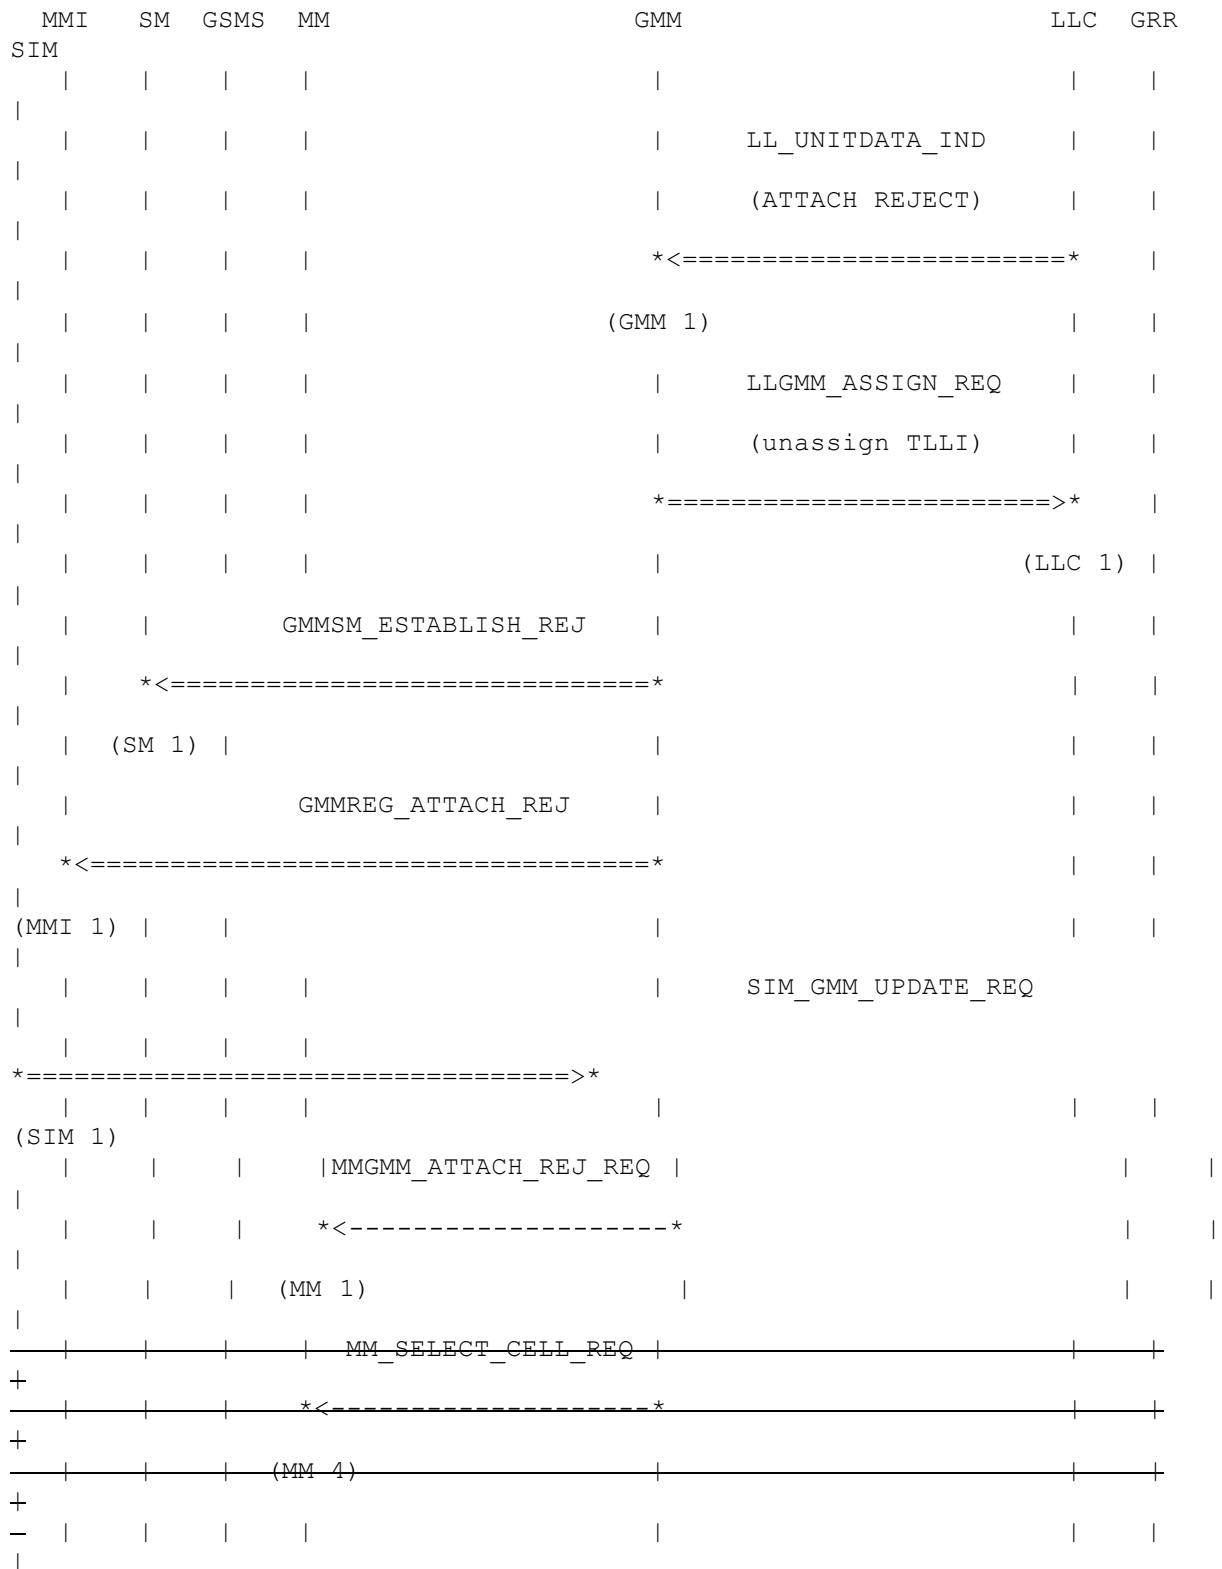 MMI SM GSMS MM GMM LLC GRR
SIM
| | | | | | |
|
| | | | | LL_UNITDATA_IND | |
|
| | | | | (ATTACH REJECT) | |
|
| | | | *<========================* |
|
| | | | (GMM 1) | |
|
| | | | | LLGMM_ASSIGN_REQ | |
|
| | | | | (unassign TLLI) | |
|
| | | | *========================>* |
|
| | | | | (LLC 1) |
|
| | GMMSM_ESTABLISH_REJ | | |
|
| *<==============================* | |
|
| (SM 1) | | | |
|
| GMMREG_ATTACH_REJ | | |
|
*<===================================* | |
|
(MMI 1) | | | | |
|
| | | | | SIM_GMM_UPDATE_REQ
|
| | | |
*==================================>*
| | | | | | |
(SIM 1)
| | | |MMGMM_ATTACH_REJ_REQ | | |
|
| | | *<--------------------* | |
|
| | | (MM 1) | | |
|
| | | | MM_SELECT_CELL_REQ | | |
|
| | | *<--------------------* | |
|
| | | (MM 4) | | |
|
| | | | | | |
|